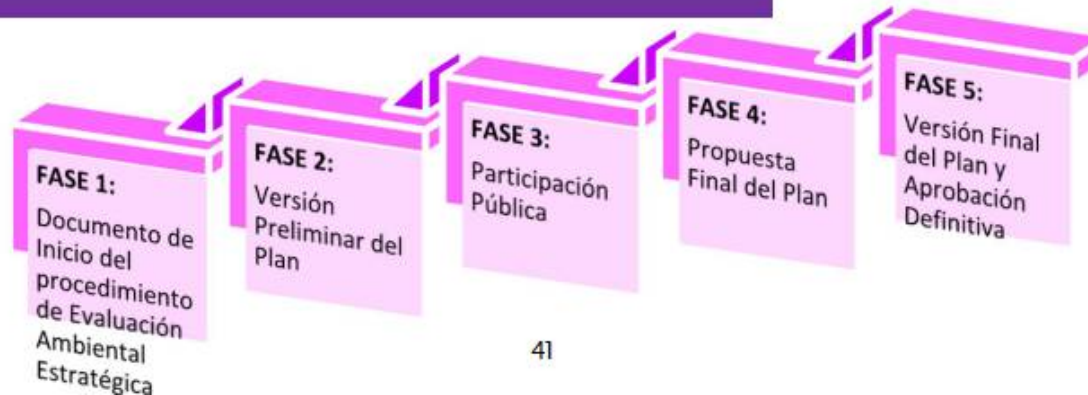 FASE 1:
Documento de
Inicio del
procedimiento
de Evaluación
Ambiental
Estratégica
FASE 2:
Versión
Preliminar del
Plan
FASE 3:
Participación
Pública
FASE 4:
Propuesta
Final del Plan
FASE 5:
Versión Final
del Plan y
Aprobación
Definitiva
41